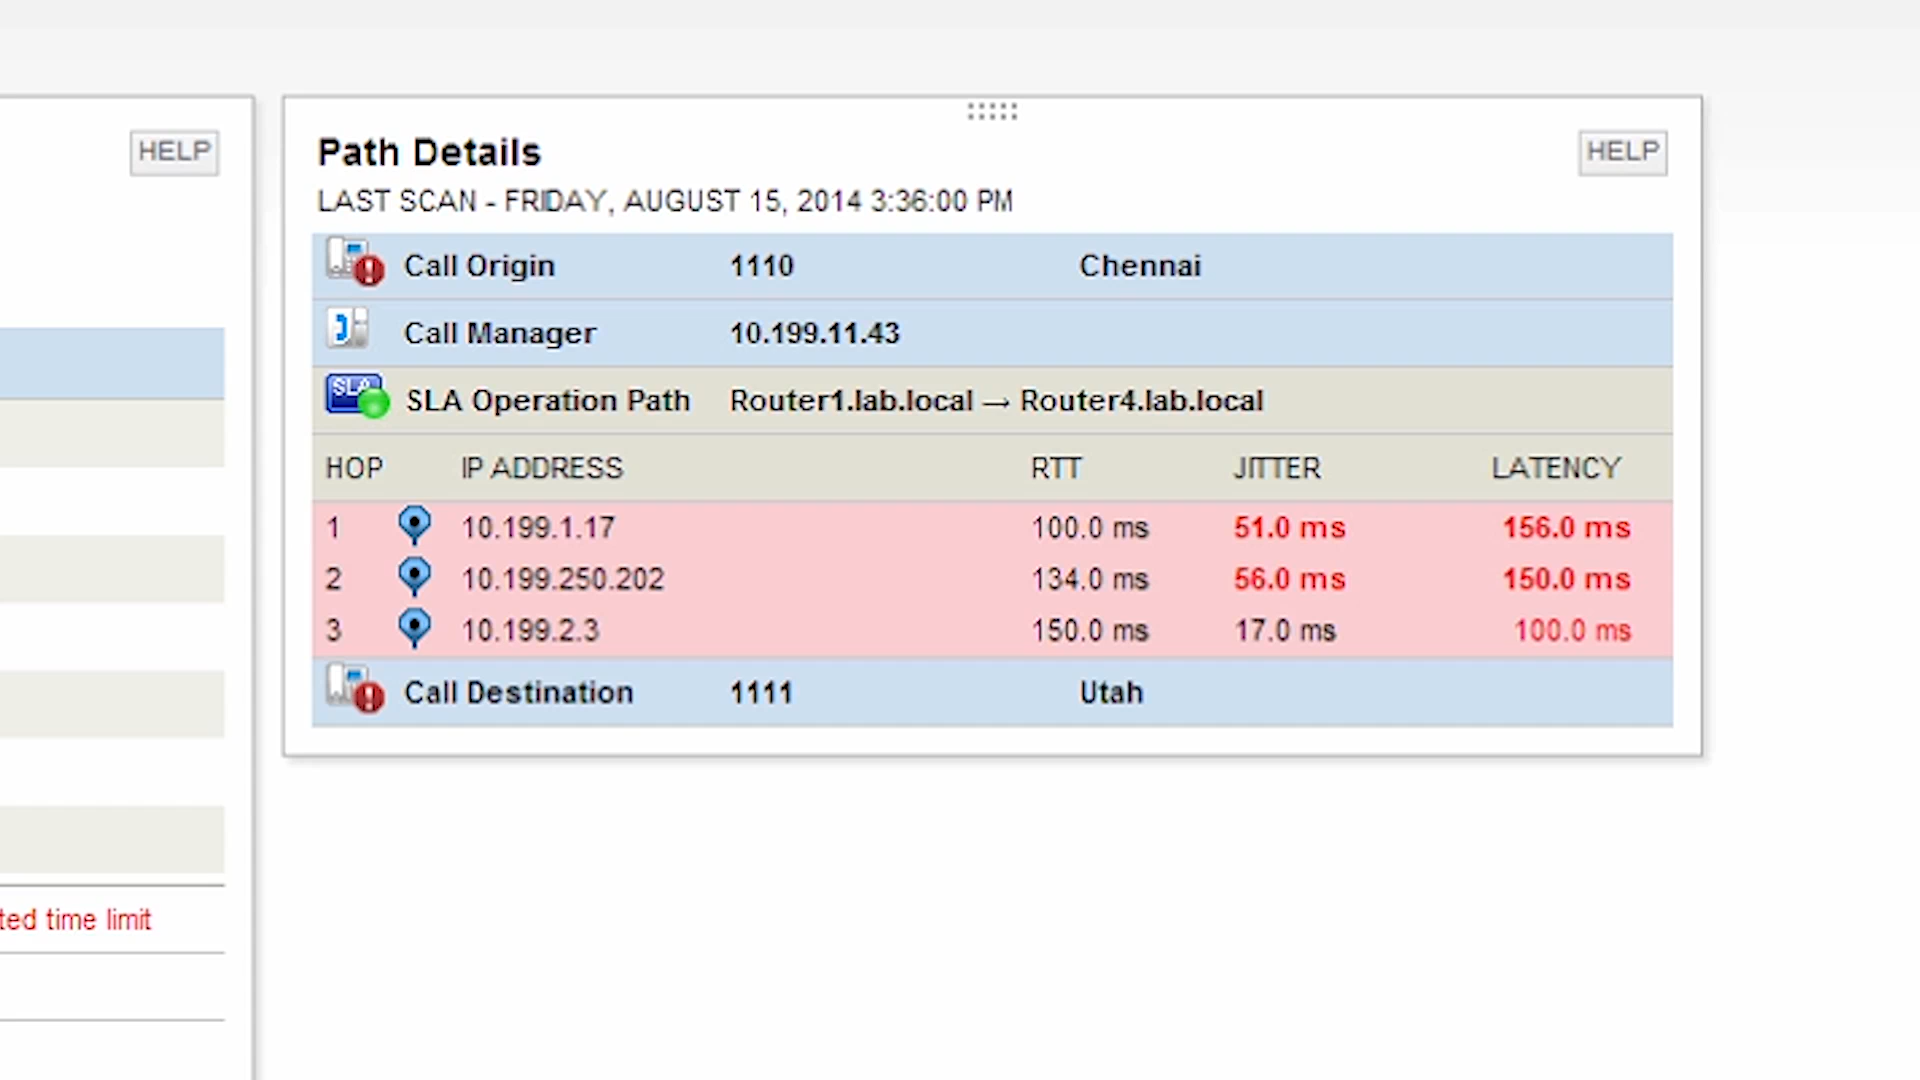 HELP
ted time limit
Path Details
HELP
LAST SCAN - FRIDAY, AUGUST 15, 2014 3:36:00 PM
Call Origin 1110 Chennai
Call Manager 10.199.11.43
SLA SLA Operation Path Router1.lab.local → Router4.lab.local
HOP IP ADDRESS RTT JITTER LATENCY
1 10.199.1.17 100.0 ms 51.0 ms 156.0 ms
2 10.199.250.202 134.0 ms 56.0 ms 150.0 ms
3 10.199.2.3 150.0 ms 17.0 ms 100.0 ms
Call Destination 1111 Utah